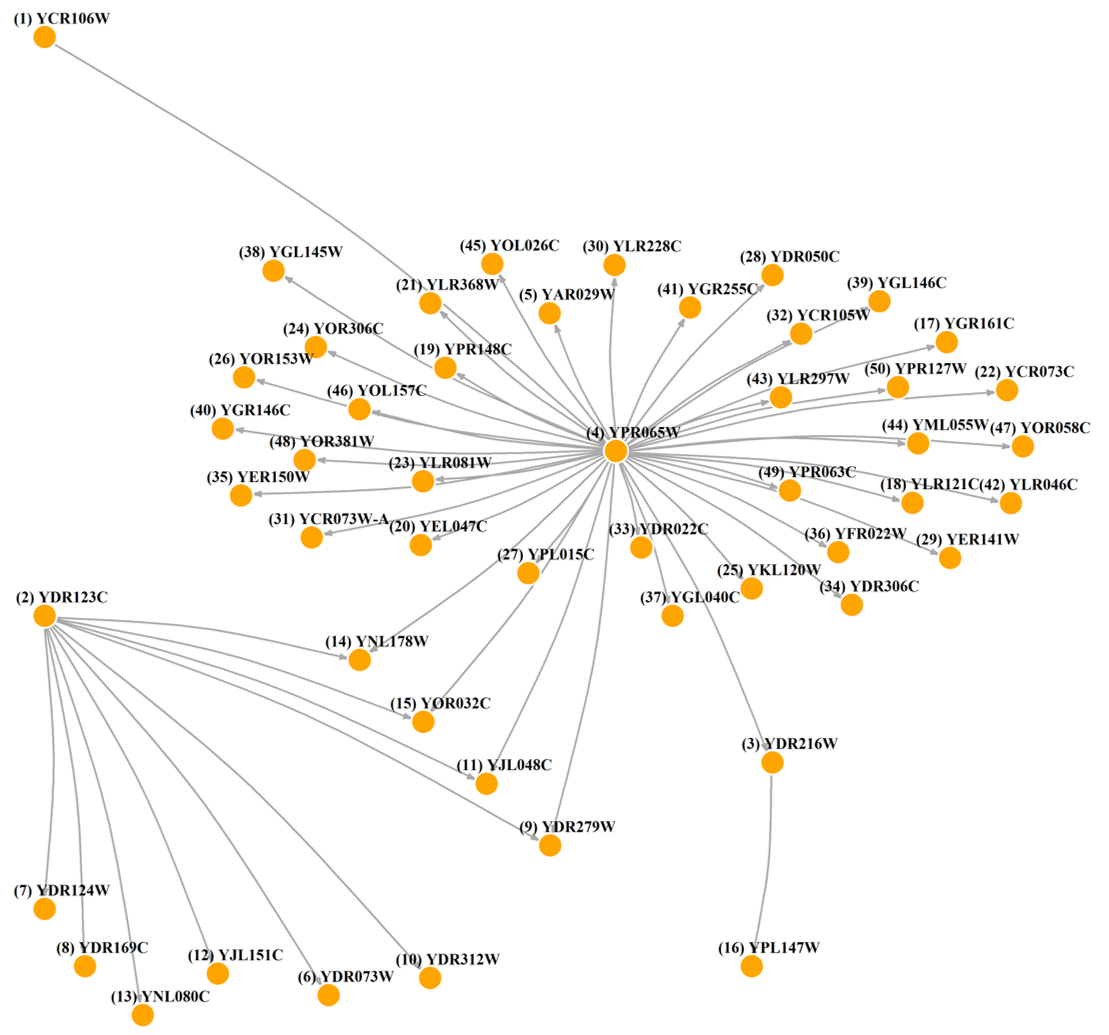 (1) YCR106W
(38) YGL145W
(45) YOL026C
(30) YLR228C
(28) YDR050C
(21) YLR368W
(5) YAR029W
(41) YGR255C
(39) YGL146C
(24) YOR306C
(32) YCR105W
(17) YGR161C
(26) YOR153W
(19) YPR148C
(50) YPR127W
(22) YCR073C
(46) YOL157C
(43) YLR297W
(40) YGR146C
(4) YPR065W
(44) YML055W
(47) YOR058C
(48) YOR381W
(35) YER150W
(23) YLR081W
(49) YPR063C
(18) YLR121C
(42) YLR046C
(31) YCR073W-A
(20) YEL047C
(33) YDR022C
(36) YFR022W
(29) YER141W
(27) YPL015C
(25) YKL120W
(34) YDR306C
(37) YGL040C
(2) YDR123C
(14) YNL178W
(15) YOR032C
(3) YDR216W
(11) YJL048C
(9) YDR279W
(7) YDR124W
(8) YDR169C
(12) YJL151C
(10) YDR312W
(16) YPL147W
(6) YDR073W
(13) YNL080C